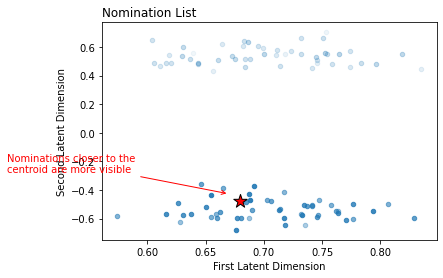 Nomination List
Second Latent Dimension
0.6
0.4
0.2
0.0
−0.2
−0.4
−0.6
Nominations closer to the
centroid are more visible
0.60
0.65
0.70
0.75
0.80
First Latent Dimension